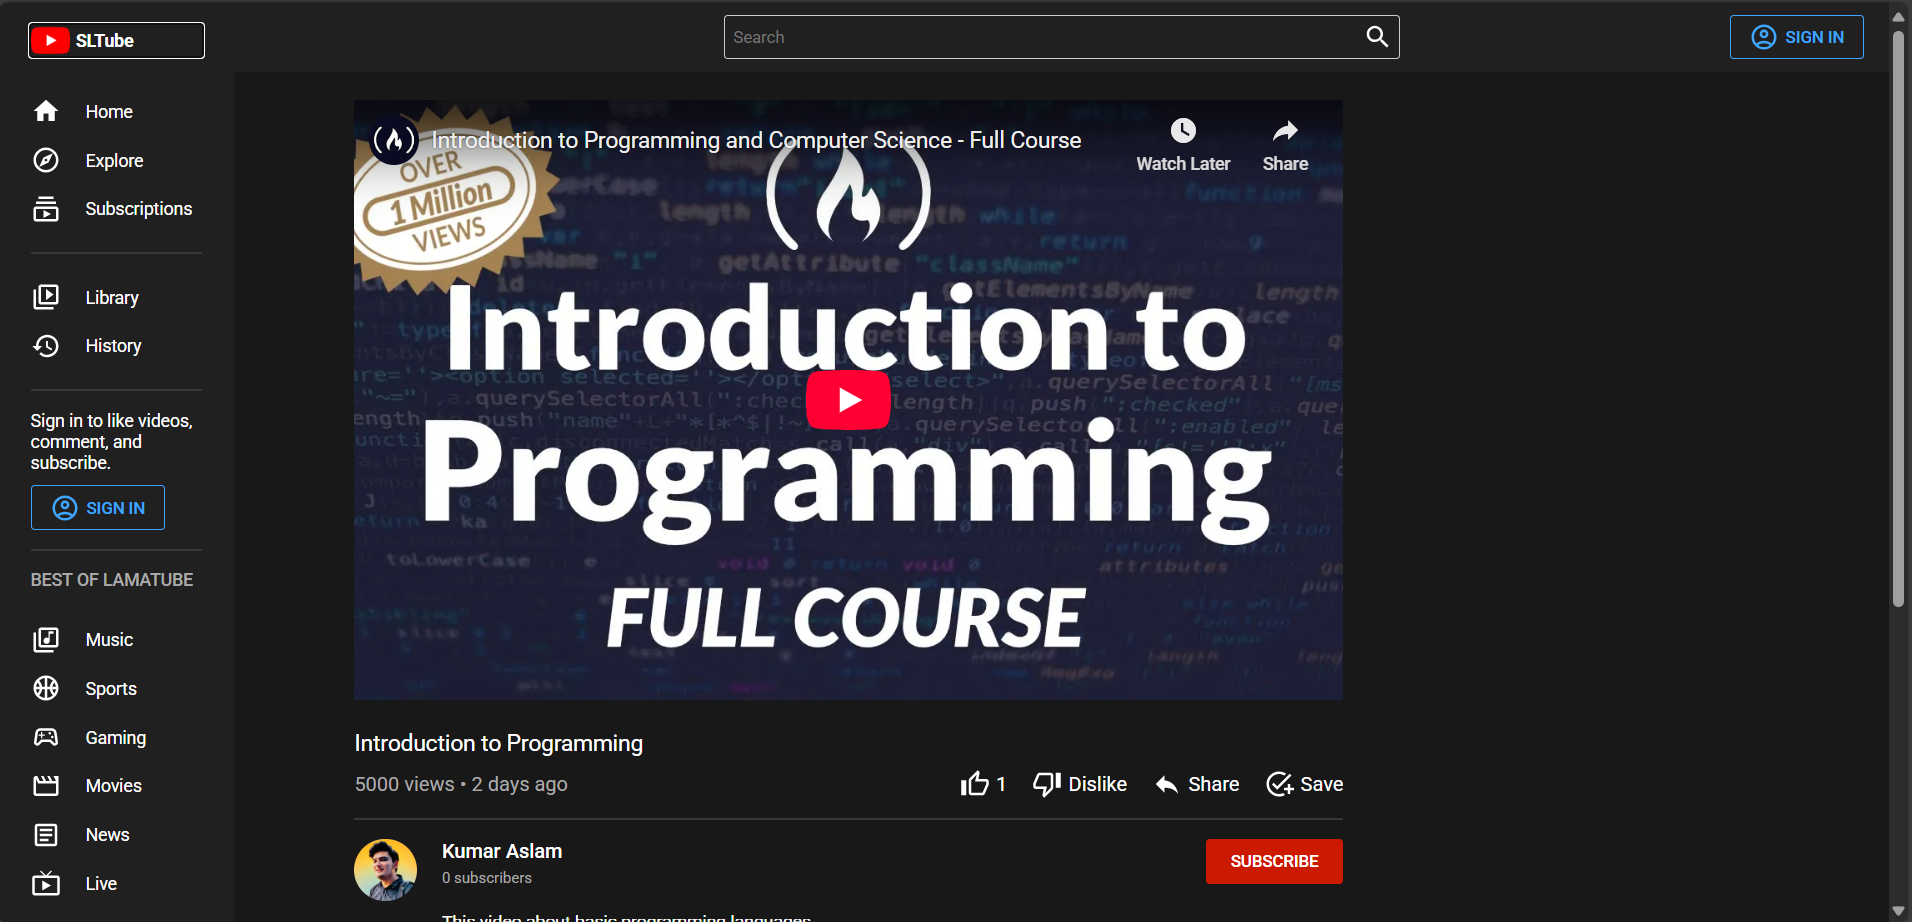 SLTube
Search
SIGN IN
Home
Explore
Subscriptions
Library
History
Sign in to like videos,
comment, and
subscribe.
SIGN IN
BEST OF LAMATUBE
Music
Sports
Gaming
Movies
News
Live
Introduction to Programming and Computer Science - Full Course
Watch Later
Share
OVER
1 Million
VIEWS
Introduction to
Programming
FULL COURSE
Introduction to Programming
5000 views • 2 days ago
1
Dislike
Share
Save
Kumar Aslam
0 subscribers
SUBSCRIBE
This video about basic programming languages